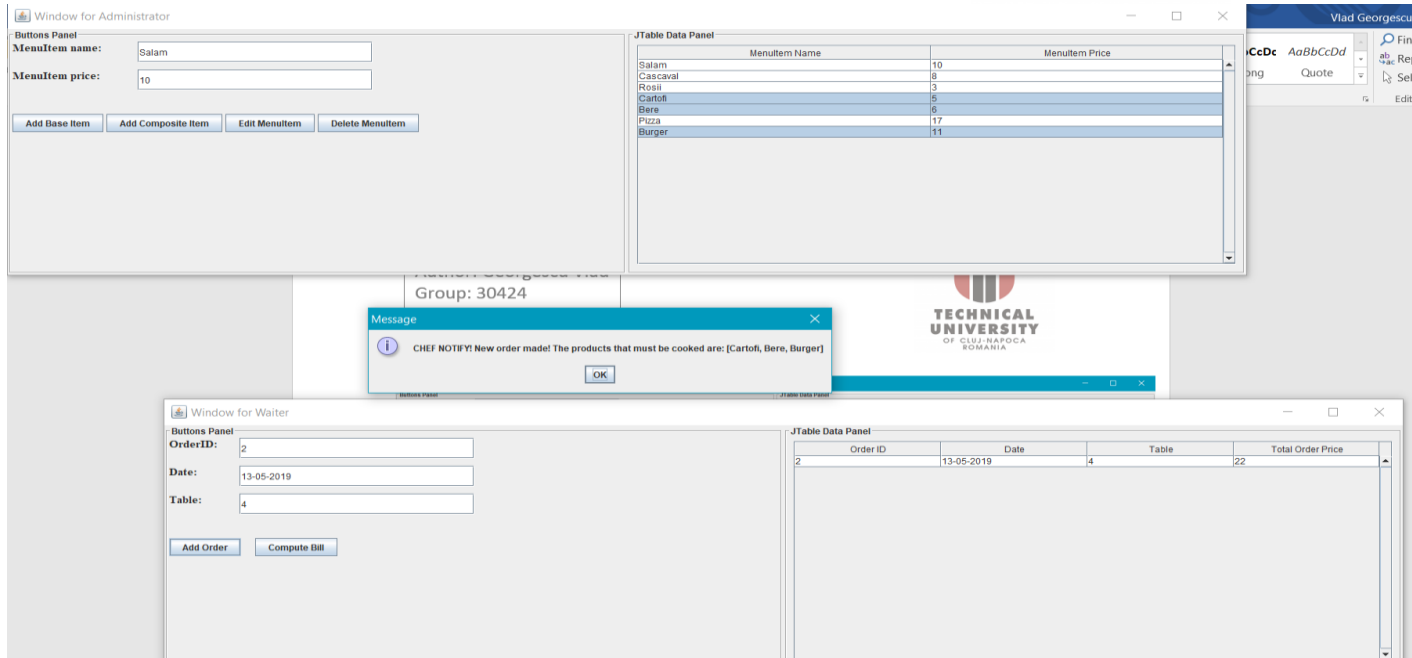 Window for Administrator
Vlad Georgescu
Buttons Panel
MenuItem name:
Salam
MenuItem price:
10
Add Base Item
Add Composite Item
Edit MenuItem
Delete MenuItem
JTable Data Panel
MenuItem Name MenuItem Price
Salam 10
Cascaval 8
Rosii 3
Cartofi 5
Bere 6
Pizza 17
Burger 11
AaBbCcDd
Quote
Group: 30424
TECHNICAL
UNIVERSITY
OF CLUJ-NAPOCA
ROMANIA
Message
CHEF NOTIFY! New order made! The products that must be cooked are: [Cartofi, Bere, Burger]
OK
Buttons Panel
JTable Data Panel
Window for Waiter
Buttons Panel
OrderID:
2
Date:
13-05-2019
Table:
4
Add Order
Compute Bill
JTable Data Panel
Order ID Date Table Total Order Price
2 13-05-2019 4 22